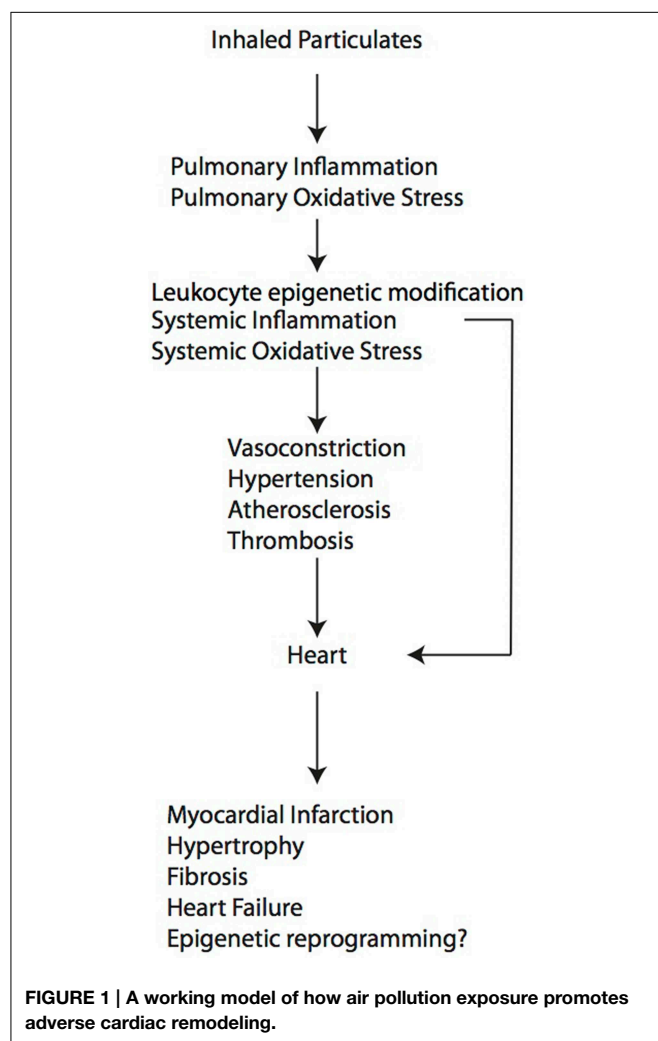 Inhaled Particulates
Pulmonary Inflammation
Pulmonary Oxidative Stress
Leukocyte epigenetic modification
Systemic Inflammation
Systemic Oxidative Stress
Vasoconstriction
Hypertension
Atherosclerosis
Thrombosis
Heart
Myocardial Infarction
Hypertrophy
Fibrosis
Heart Failure
Epigenetic reprogramming?
FIGURE 1 | A working model of how air pollution exposure promotes
adverse cardiac remodeling.